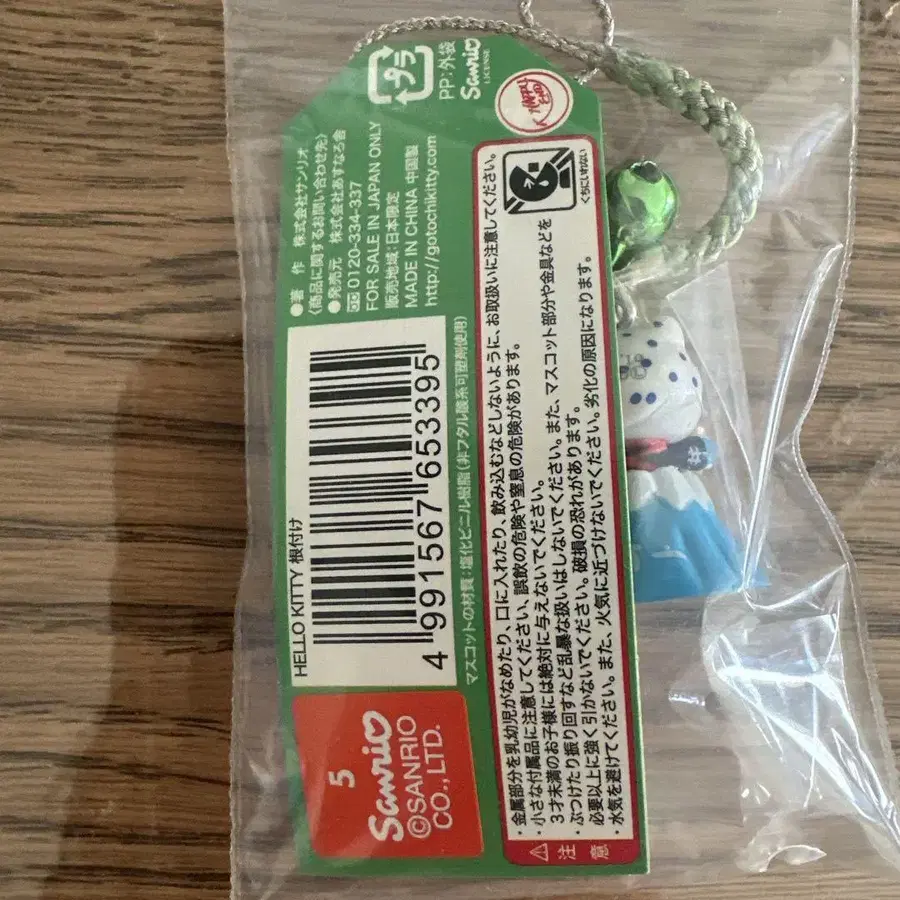 プラ
PP:外袋
Sanrio
LICENSE
●著 作 株式会社サンリオ
〈商品に関するお問い合わせ先〉
●発売元 株式会社あすなろ舎
0120-334-337
FOR SALE IN JAPAN ONLY
販売地域:日本限定
MADE IN CHINA 中国製
http://gotochikitty.com
HELLO KITTY 根付け
4 991567 653395
マスコットの材質:塩化ビニル樹脂(非フタル酸系可塑剤使用)
5
Sanrio
©SANRIO
CO.,LTD.
くちにいれない
⚠注意
・金属部分を乳幼児がなめたり、口に入れたり、飲み込むなどしないように、お取扱いに注意してください。
・小さな付属品に注意してください、誤飲の危険や窒息の危険があります。
3才未満のお子様には絶対に与えないでください。
・ぶつけたり振り回すなど乱暴な扱いはしないでください。また、マスコット部分や金具などを
必要以上に強く引かないでください。破損の恐れがあります。
・水気を避けてください。また、火気に近づけないでください。劣化の原因になります。